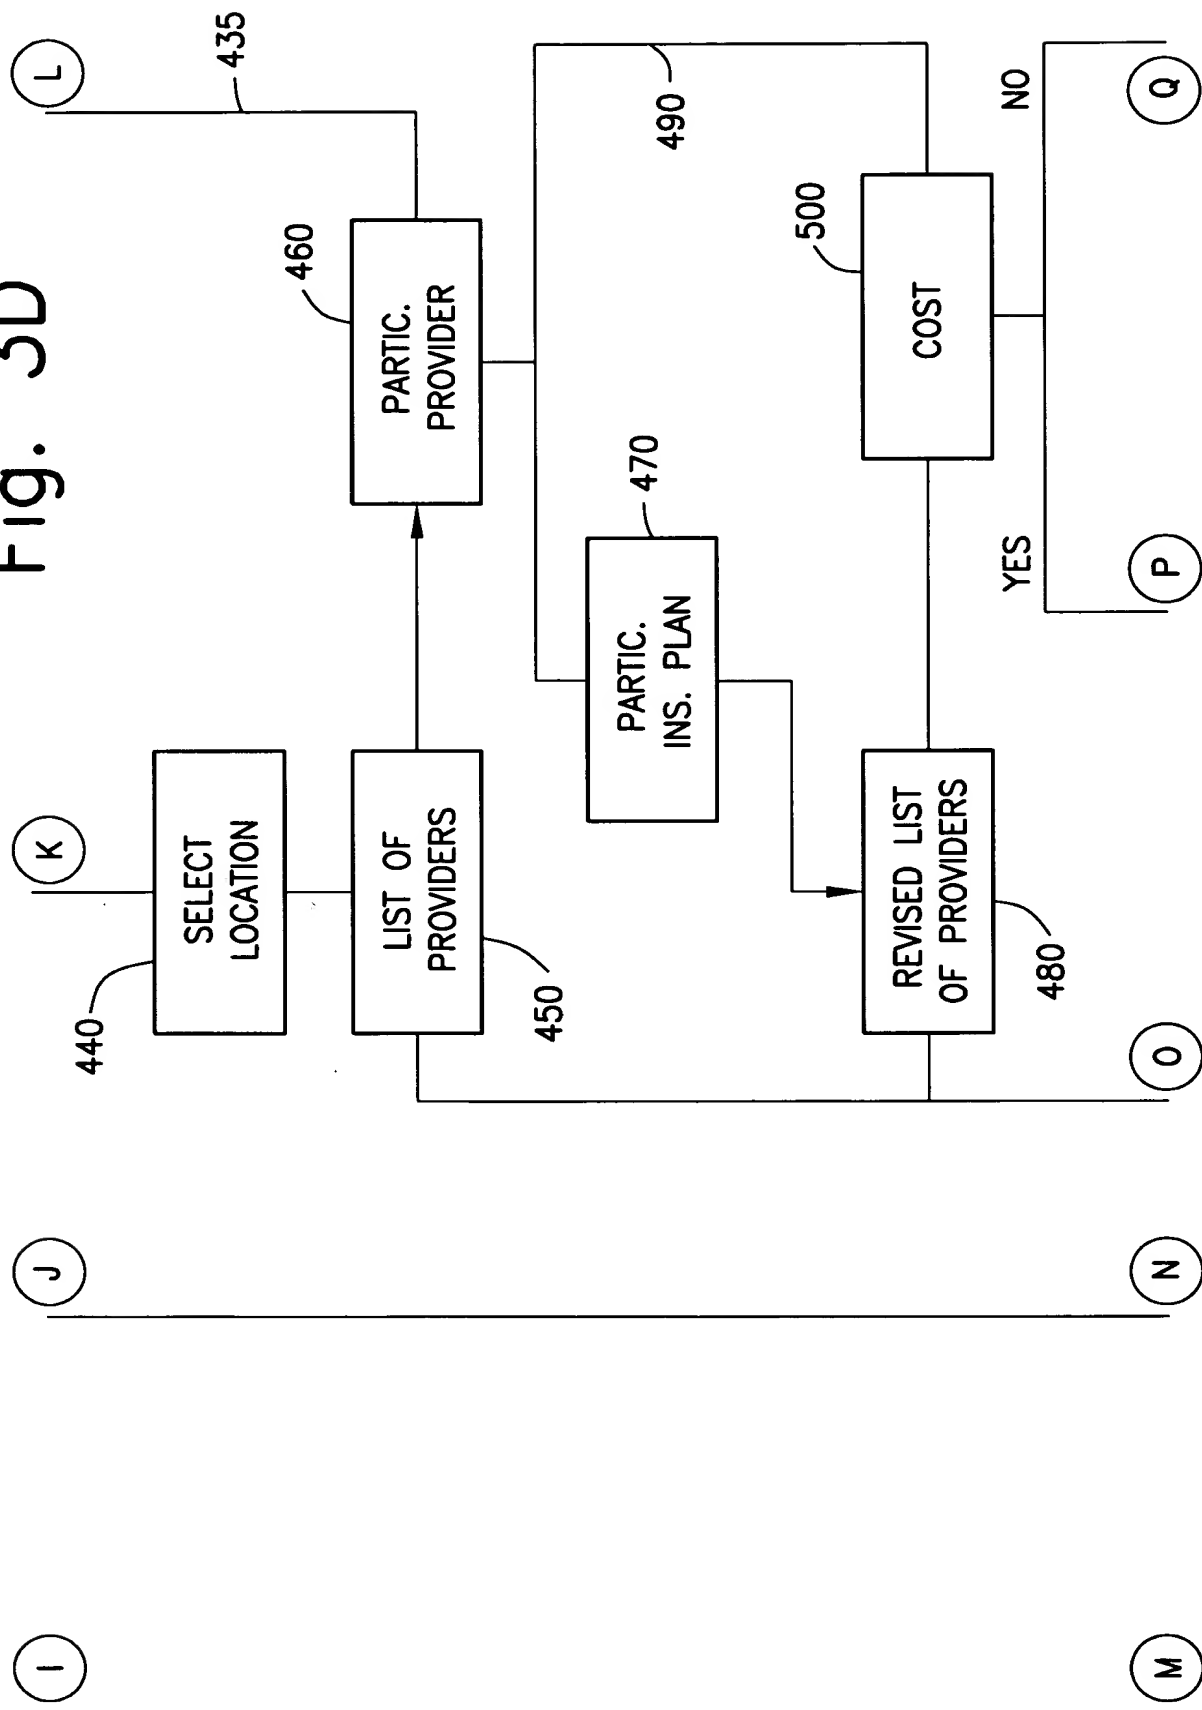 Fig. 3D
I
J
K
L
440
SELECT
LOCATION
435
460
LIST OF
PROVIDERS
PARTIC.
PROVIDER
450
470
PARTIC.
INS. PLAN
490
500
REVISED LIST
OF PROVIDERS
COST
480
YES
NO
M
N
O
P
Q